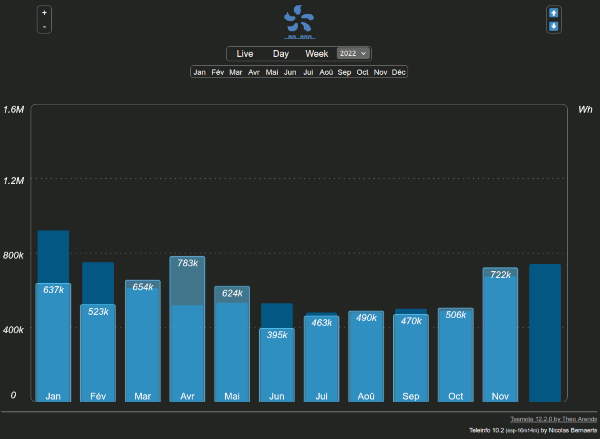 +
-
Live Day Week 2022
Jan Fév Mar Avr Mai Jun Jui Aoû Sep Oct Nov Déc
1.6M Wh
1.2M
800k
783k
722k
637k 654k 624k
523k 506k
490k
463k 470k
400k
395k
0 Jan Fév Mar Avr Mai Jun Jui Aoû Sep Oct Nov
Tasmota 12.2.0 by Theo Arends
Teleinfo 10.2 (esp-16m14m) by Nicolas Bernaerts